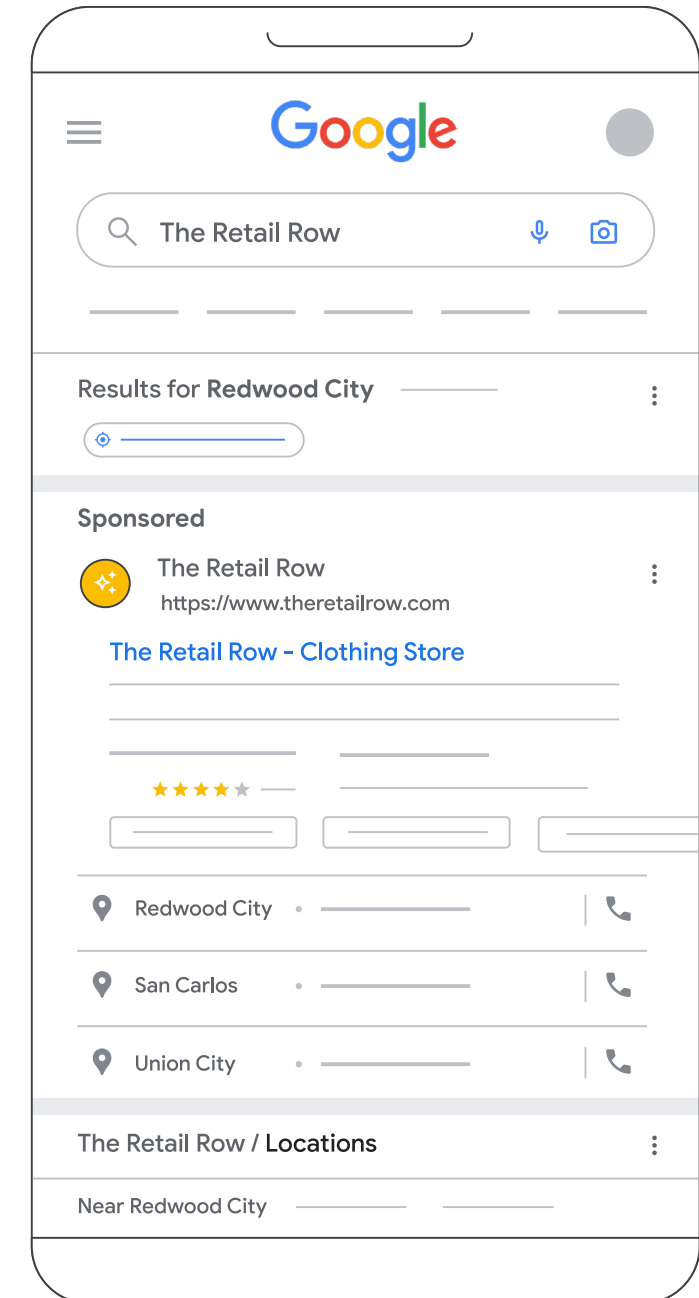 Google
The Retail Row
Results for Redwood City
Sponsored
The Retail Row
https://www.theretailrow.com
The Retail Row - Clothing Store
Redwood City
San Carlos
Union City
The Retail Row / Locations
Near Redwood City